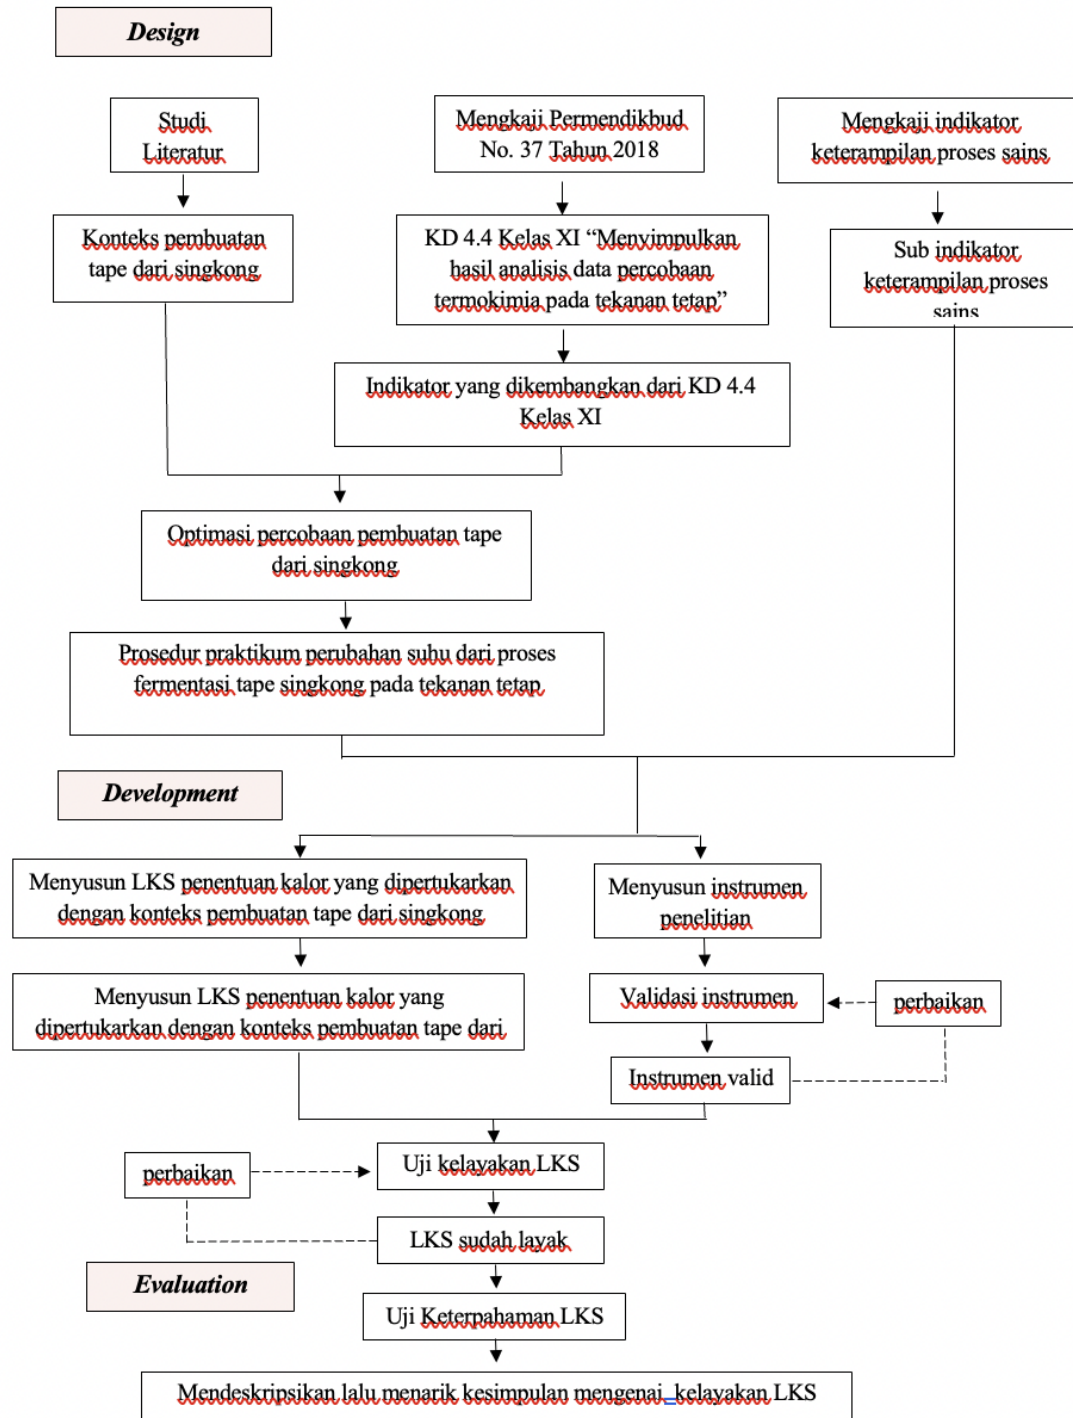 Design
Studi
Literatur
Mengkaji Permendikbud
No. 37 Tahun 2018
Mengkaji indikator
keterampilan proses sains
Konteks pembuatan
tape dari singkong
KD 4.4 Kelas XI “Menyimpulkan
hasil analisis data percobaan
termokimia pada tekanan tetap”
Sub indikator
keterampilan proses
sains
Indikator yang dikembangkan dari KD 4.4
Kelas XI
Optimasi percobaan pembuatan tape
dari singkong
Prosedur praktikum perubahan suhu dari proses
fermentasi tape singkong pada tekanan tetap
Development
Menyusun LKS penentuan kalor yang dipertukarkan
dengan konteks pembuatan tape dari singkong
Menyusun instrumen
penelitian
Menyusun LKS penentuan kalor yang
dipertukarkan dengan konteks pembuatan tape dari
Validasi instrumen
perbaikan
Instrumen valid
Uji kelayakan LKS
perbaikan
LKS sudah layak
Evaluation
Uji Keterpahaman LKS
Mendeskripsikan lalu menarik kesimpulan mengenai kelayakan LKS